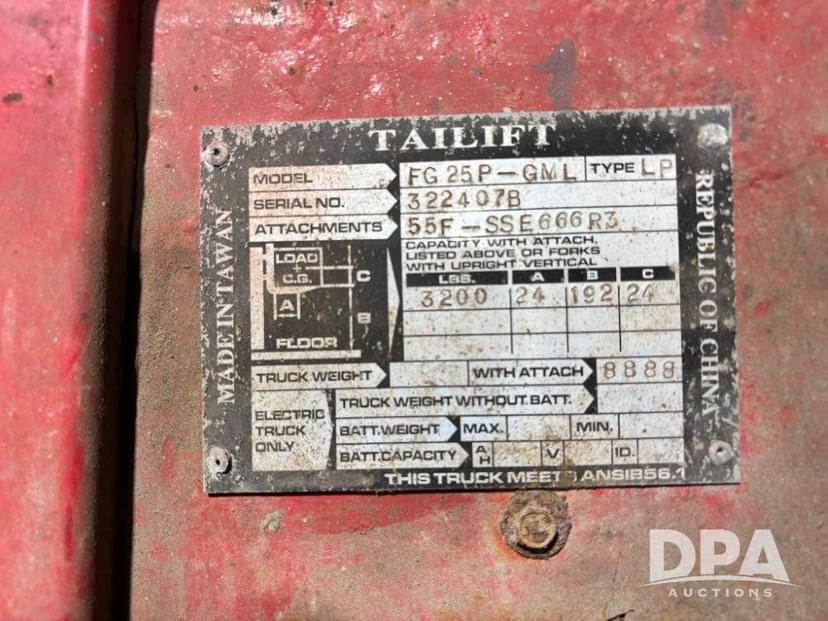 TAILIFT
MADE IN TAWAN
REPUBLIC OF CHINA
MODEL FG 25P-GML TYPE LP
SERIAL NO. 322407B
ATTACHMENTS 55F-SSE666R3
CAPACITY WITH ATTACH.
LISTED ABOVE OR FORKS
WITH UPRIGHT VERTICAL
LOAD
C.G.
A
B
C
FLOOR
LBS. A B C
3200 24 192 24
TRUCK WEIGHT WITH ATTACH 8888
ELECTRIC
TRUCK
ONLY
TRUCK WEIGHT WITHOUT BATT.
BATT.WEIGHT MAX. MIN.
BATT.CAPACITY AH V ID.
THIS TRUCK MEETS ANSIB56.1
DPA
AUCTIONS